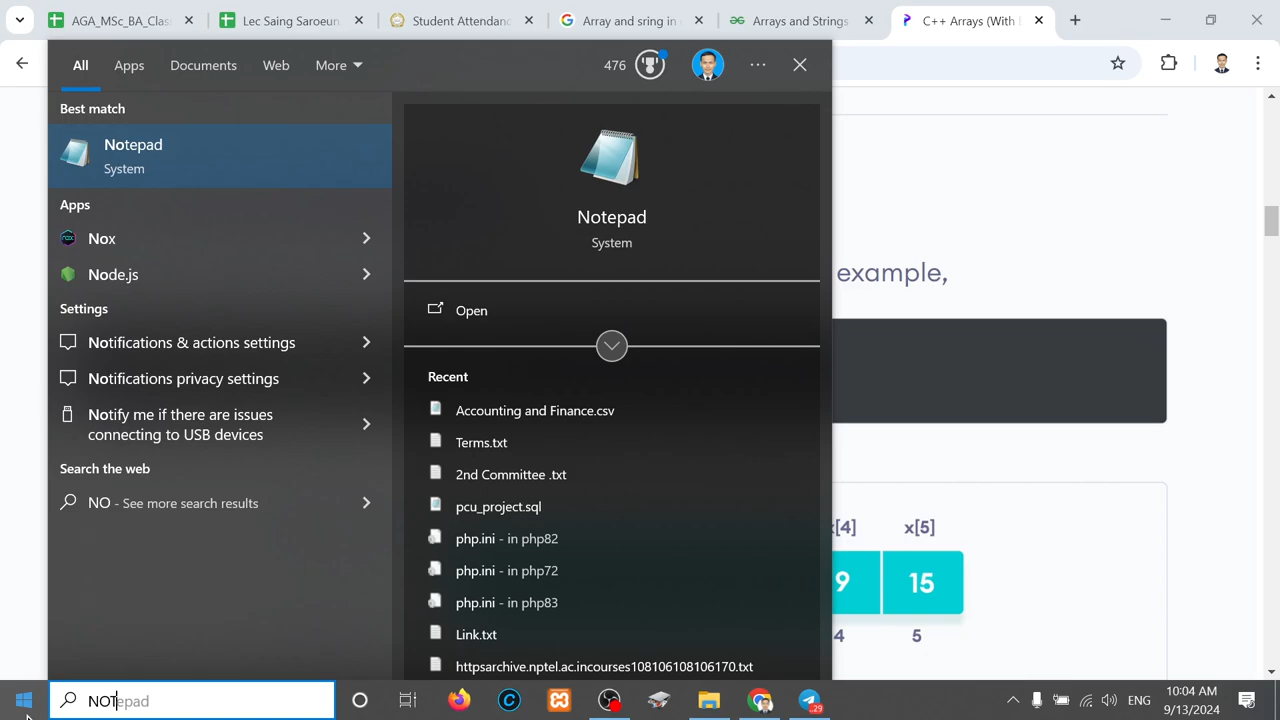 AGA_MSc_BA_Clas
Lec Saing Saroeun
Student Attendanc
Array and sring in
Arrays and Strings
C++ Arrays (With
All
Apps
Documents
Web
More
476
Best match
Notepad
System
Apps
Nox
Node.js
Settings
Notifications & actions settings
Notifications privacy settings
Notify me if there are issues
connecting to USB devices
Search the web
NO - See more search results
Notepad
System
Open
Recent
Accounting and Finance.csv
Terms.txt
2nd Committee .txt
pcu_project.sql
php.ini - in php82
php.ini - in php72
php.ini - in php83
Link.txt
httpsarchive.nptel.ac.incourses108106108106170.txt
example,
x[4] x[5]
9 15
4 5
NOTepad
29
ENG
10:04 AM
9/13/2024